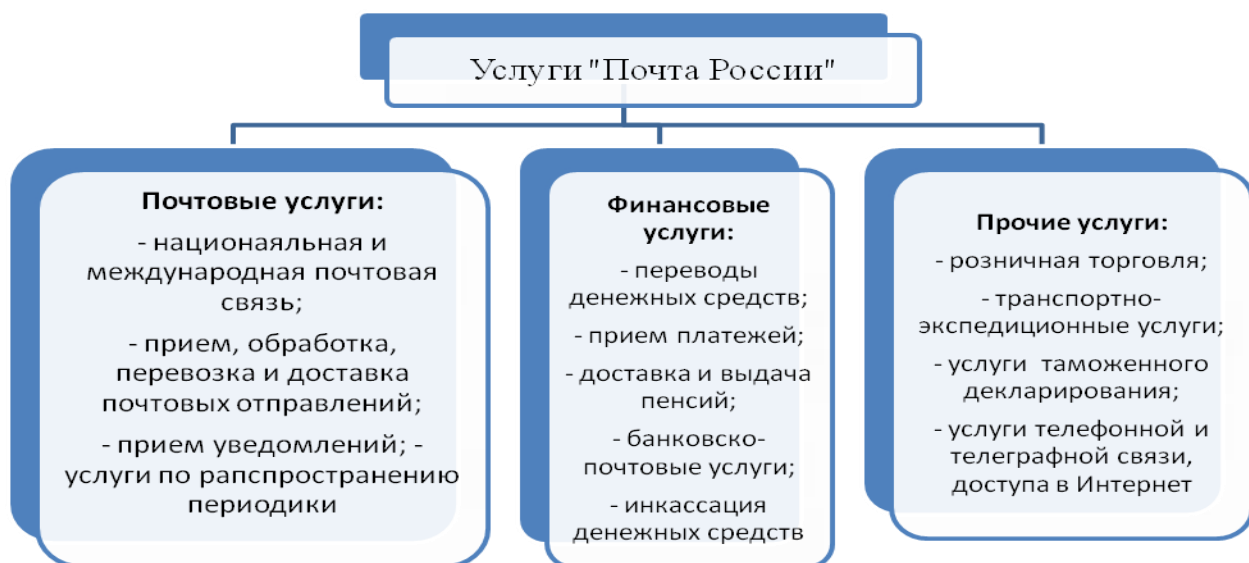 Услуги "Почта России"
Почтовые услуги:
- национаяльная и
международная почтовая
связь;
- прием, обработка,
перевозка и доставка
почтовых отправлений;
- прием уведомлений; -
услуги по рапспространению
периодики
Финансовые
услуги:
- переводы
денежных средств;
- прием платежей;
- доставка и выдача
пенсий;
- банковско-
почтовые услуги;
- инкассация
денежных средств
Прочие услуги:
- розничная торговля;
- транспортно-
экспедиционные услуги;
- услуги таможенного
декларирования;
- услуги телефонной и
телеграфной связи,
доступа в Интернет